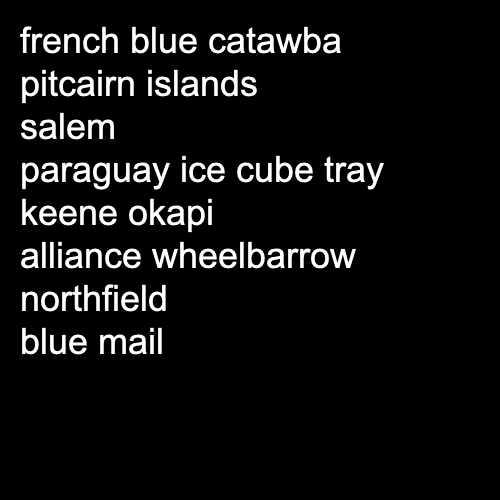 french blue catawba
pitcairn islands
salem
paraguay ice cube tray
keene okapi
alliance wheelbarrow
northfield
blue mail